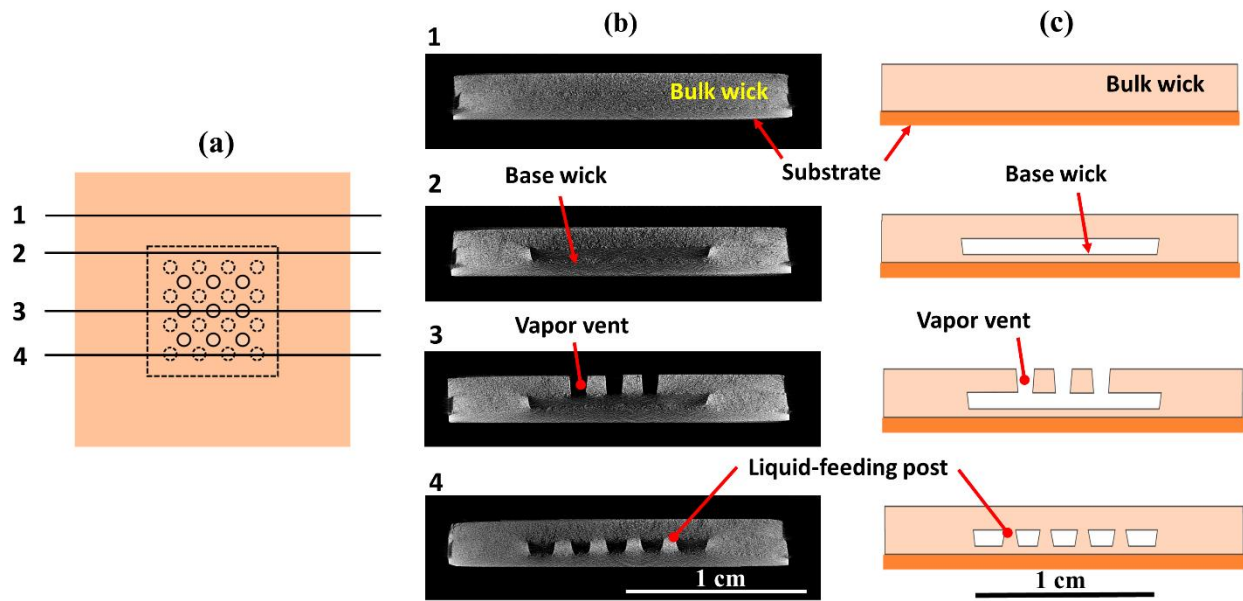 (a)
1
2
3
4
(b)
1
Bulk wick
Substrate
2
Base wick
3
Vapor vent
4
Liquid-feeding post
1 cm
(c)
Bulk wick
Base wick
Vapor vent
1 cm